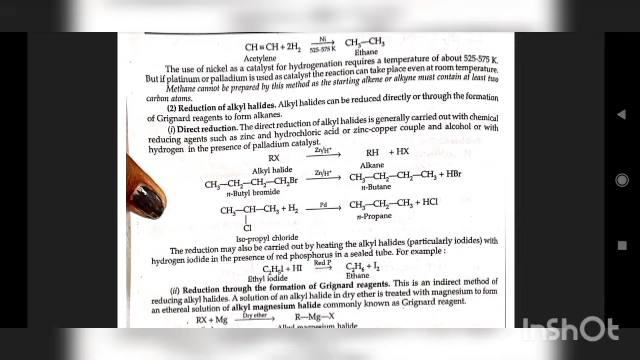 CH ≡ CH + 2H₂ —Ni, 525-575 K→ CH₃—CH₃
Acetylene Ethane
The use of nickel as a catalyst for hydrogenation requires a temperature of about 525-575 K.
But if platinum or palladium is used as catalyst the reaction can take place even at room temperature.
Methane cannot be prepared by this method as the starting alkene or alkyne must contain at least two
carbon atoms.
(2) Reduction of alkyl halides. Alkyl halides can be reduced directly or through the formation
of Grignard reagents to form alkanes.
(i) Direct reduction. The direct reduction of alkyl halides is generally carried out with chemical
reducing agents such as zinc and hydrochloric acid or zinc-copper couple and alcohol or with
hydrogen in the presence of palladium catalyst.
RX —Zn/H⁺→ RH + HX
Alkyl halide Alkane
CH₃—CH₂—CH₂—CH₂Br —Zn/H⁺→ CH₃—CH₂—CH₂—CH₃ + HBr
n-Butyl bromide n-Butane
CH₃—CH—CH₃ + H₂ —Pd→ CH₃—CH₂—CH₃ + HCl
|
Cl n-Propane
Iso-propyl chloride
The reduction may also be carried out by heating the alkyl halides (particularly iodides) with
hydrogen iodide in the presence of red phosphorus in a sealed tube. For example :
C₂H₅I + HI —Red P→ C₂H₆ + I₂
Ethyl iodide Ethane
(ii) Reduction through the formation of Grignard reagents. This is an indirect method of
reducing alkyl halides. A solution of an alkyl halide in dry ether is treated with magnesium to form
an ethereal solution of alkyl magnesium halide commonly known as Grignard reagent.
RX + Mg —Dry ether→ R—Mg—X
Alkyl magnesium halide
InShOt